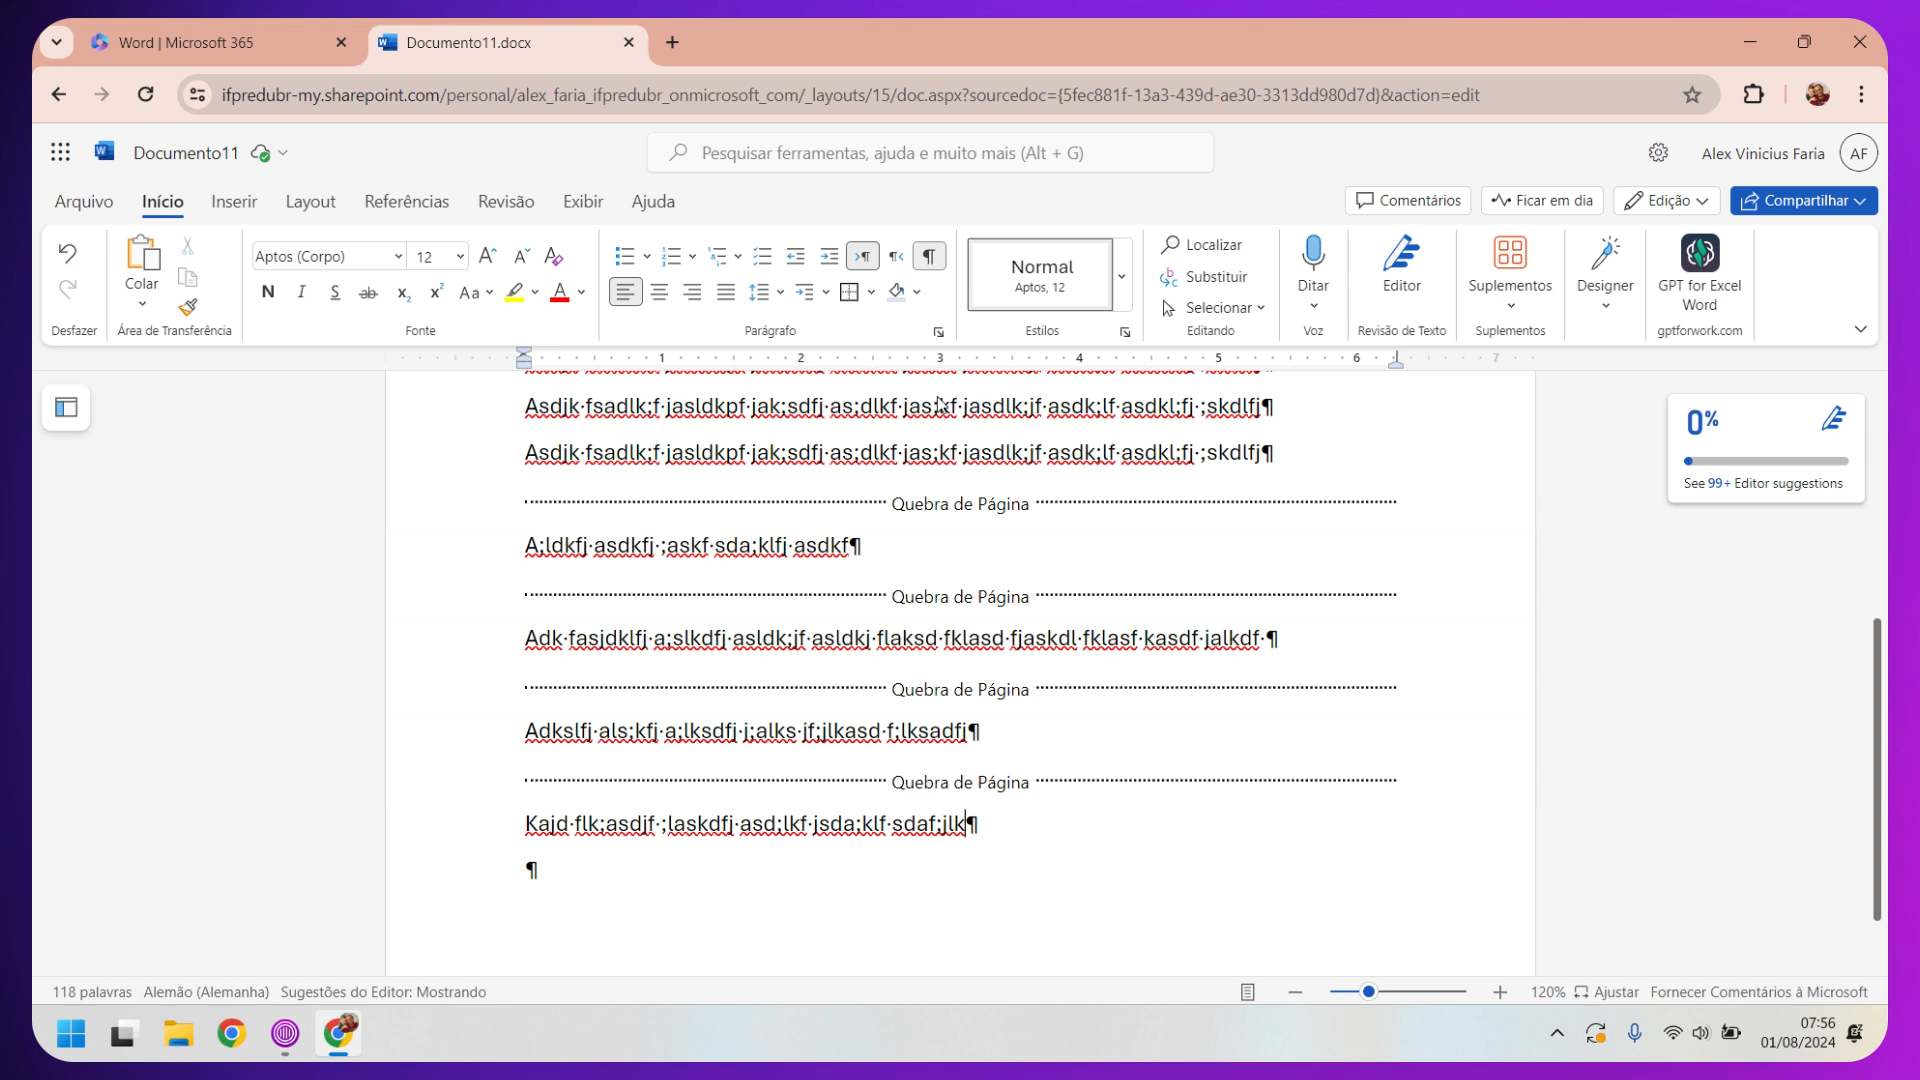 Word | Microsoft 365
Documento11.docx
ifpredubr-my.sharepoint.com/personal/alex_faria_ifpredubr_onmicrosoft_com/_layouts/15/doc.aspx?sourcedoc={5fec881f-13a3-439d-ae30-3313dd980d7d}&action=edit
Documento11
Pesquisar ferramentas, ajuda e muito mais (Alt + G)
Alex Vinicius Faria
AF
Arquivo Início Inserir Layout Referências Revisão Exibir Ajuda
Comentários Ficar em dia Edição Compartilhar
Aptos (Corpo) 12
Normal
Aptos, 12
Localizar
Substituir
Selecionar
Colar
Ditar
Editor
Suplementos
Designer
GPT for Excel
Word
Desfazer Área de Transferência Fonte Parágrafo Estilos Editando Voz Revisão de Texto Suplementos gptforwork.com
1 2 3 4 5 6 7
Asdjk·fsadlk;f·jasldkpf·jak;sdfj·as;dlkf·jas;kf·jasdlk;jf·asdk;lf·asdkl;fj·;skdlfj¶
Asdjk·fsadlk;f·jasldkpf·jak;sdfj·as;dlkf·jas;kf·jasdlk;jf·asdk;lf·asdkl;fj·;skdlfj¶
Quebra de Página
A;ldkfj·asdkfj·;askf·sda;klfj·asdkf¶
Quebra de Página
Adk·fasjdklfj·a;slkdfj·asldk;jf·asldkj·flaksd·fklasd·fjaskdl·fklasf·kasdf·jalkdf·¶
Quebra de Página
Adkslfj·als;kfj·a;lksdfj·j;alks·jf;jlkasd·f;lksadfj¶
Quebra de Página
Kajd·flk;asdjf·;laskdfj·asd;lkf·jsda;klf·sdaf;jlk¶
¶
0%
See 99+ Editor suggestions
118 palavras Alemão (Alemanha) Sugestões do Editor: Mostrando
120% Ajustar Fornecer Comentários à Microsoft
07:56
01/08/2024